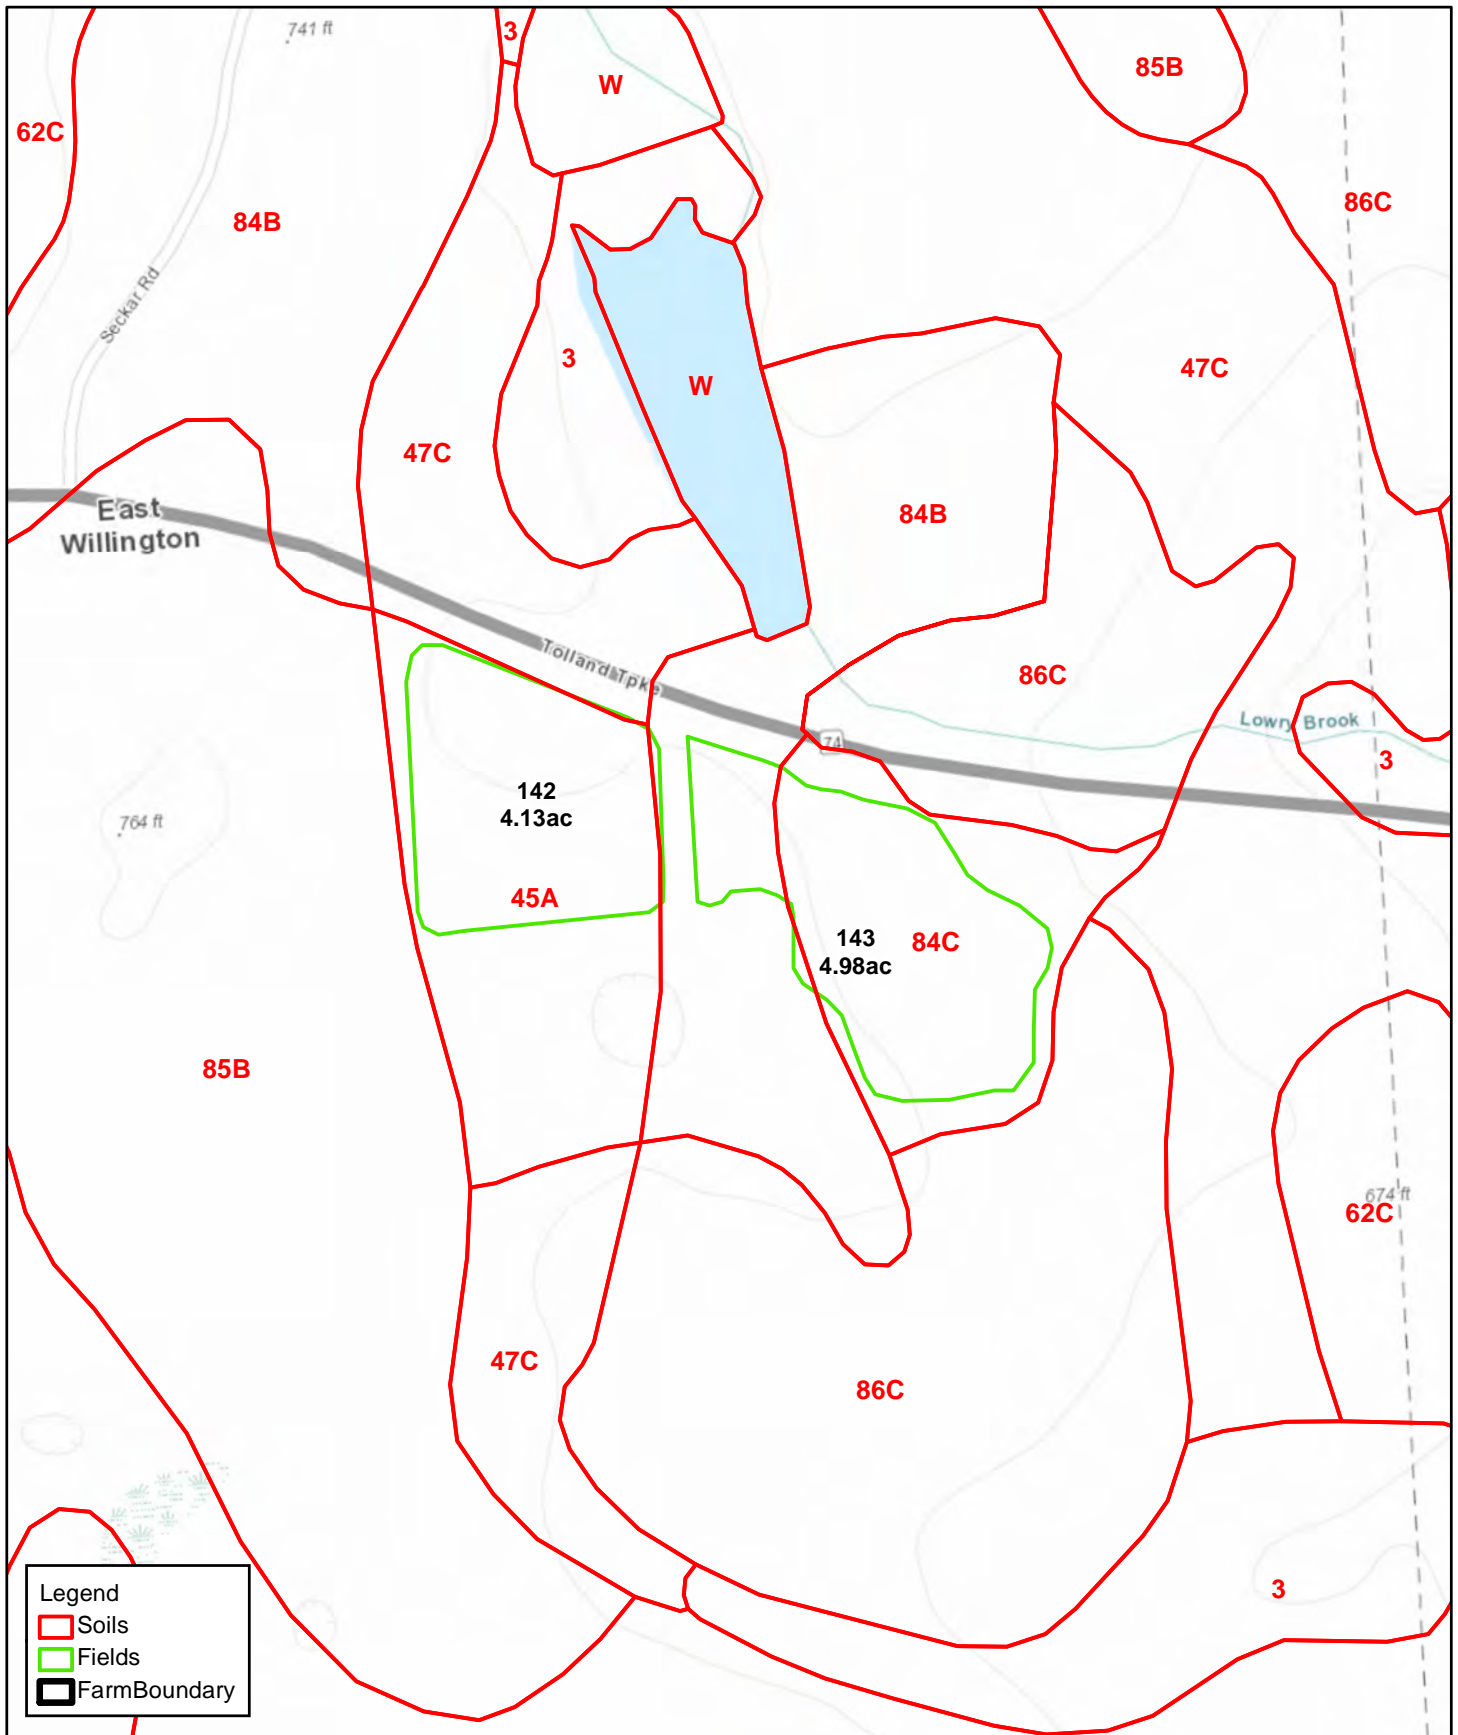 741 ft
3
W
85B
62C
84B
86C
Seckar Rd
3
W
47C
47C
84B
East
Willington
Tolland Tpke
86C
Lowry Brook
74
3
142
4.13ac
764 ft
45A
143
4.98ac
84C
85B
674 ft
62C
47C
86C
3
Legend
Soils
Fields
FarmBoundary